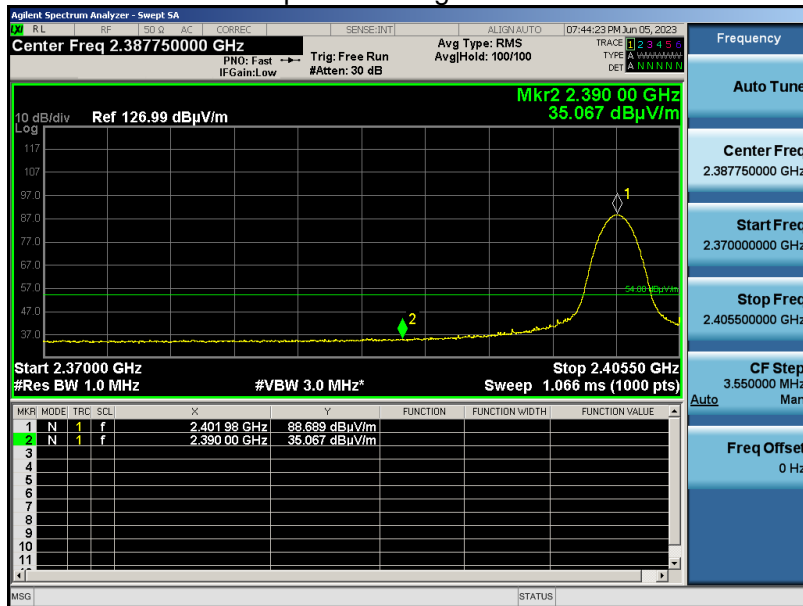 Agilent Spectrum Analyzer - Swept SA
LXI RL RF 50 Ω AC CORREC SENSE:INT ALIGN AUTO 07:44:23 PM Jun 05, 2023
Center Freq 2.387750000 GHz
PNO: Fast
IFGain:Low
Trig: Free Run
#Atten: 30 dB
Avg Type: RMS
Avg|Hold: 100/100
TRACE 1 2 3 4 5 6
TYPE A WWWWW
DET A N N N N N
Frequency
Auto Tune
Center Freq
2.387750000 GHz
Start Freq
2.370000000 GHz
Stop Freq
2.405500000 GHz
CF Step
3.550000 MHz
Auto Man
Freq Offset
0 Hz
Mkr2 2.390 00 GHz
35.067 dBµV/m
10 dB/div Ref 126.99 dBµV/m
Log
117
107
97.0
87.0
77.0
67.0
57.0
47.0
37.0
1
2
54.00 dBµV/m
Start 2.37000 GHz
Stop 2.40550 GHz
#Res BW 1.0 MHz
#VBW 3.0 MHz*
Sweep 1.066 ms (1000 pts)
MKR MODE TRC SCL X Y FUNCTION FUNCTION WIDTH FUNCTION VALUE
1 N 1 f 2.401 98 GHz 88.689 dBµV/m
2 N 1 f 2.390 00 GHz 35.067 dBµV/m
3
4
5
6
7
8
9
10
11
MSG STATUS